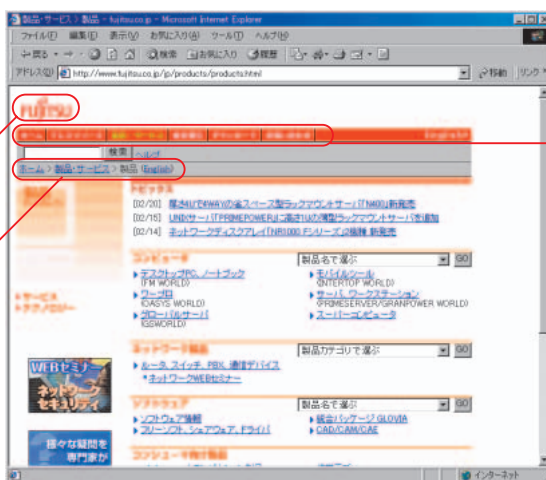 製品・サービス > 製品 - fujitsu.co.jp - Microsoft Internet Explorer
ファイル(F) 編集(E) 表示(V) お気に入り(A) ツール(T) ヘルプ(H)
戻る 検索 お気に入り 履歴
アドレス(D) http://www.fujitsu.co.jp/jp/products/products.html 移動 リンク
FUJITSU
English
検索 ヘルプ
ホーム > 製品・サービス > 製品 (English)
トピックス
[02/20] 厚さ4Uで4WAYの省スペース型ラックマウントサーバ「N400」新発売
[02/15] UNIXサーバ「PRIMEPOWER」に高さ1Uの薄型ラックマウントサーバを追加
[02/14] ネットワークディスクアレイ「NR1000 Fシリーズ」2機種 新発売
コンピュータ 製品名で選ぶ GO
デスクトップPC、ノートブック モバイルツール
(FM WORLD) (INTERTOP WORLD)
ワープロ サーバ、ワークステーション
(OASYS WORLD) (PRIMESERVER/GRANPOWER WORLD)
グローバルサーバ スーパーコンピュータ
(GSWORLD)
サービス
テクノロジー
ネットワーク製品 製品カテゴリで選ぶ GO
ルータ、スイッチ、PBX、通信デバイス
*ネットワークWEBセミナー
WEBセミナー
ネットワーク
セキュリティ
ソフトウェア 製品名で選ぶ GO
ソフトウェア情報 統合パッケージ GLOVIA
フリーソフト、シェアウェア、ドライバ CAD/CAM/CAE
様々な疑問を
専門家が
インターネット